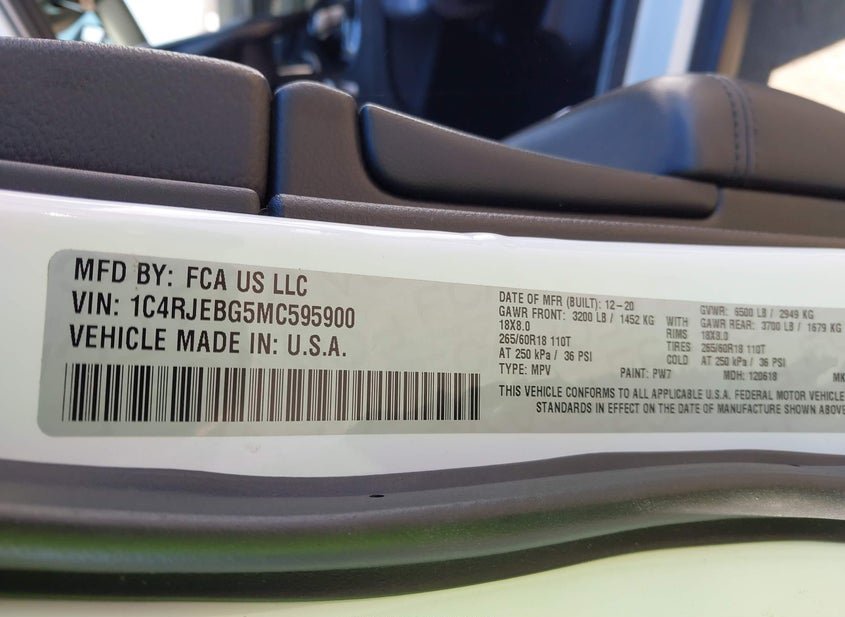 MFD BY: FCA US LLC
VIN: 1C4RJEBG5MC595900
VEHICLE MADE IN: U.S.A.
DATE OF MFR (BUILT): 12-20
GAWR FRONT: 3200 LB / 1452 KG
18X8.0
265/60R18 110T
AT 250 kPa / 36 PSI
TYPE: MPV
WITH
RIMS
TIRES
COLD
GVWR: 6500 LB / 2949 KG
GAWR REAR: 3700 LB / 1679 KG
18X8.0
265/60R18 110T
AT 250 kPa / 36 PSI
PAINT: PW7 MDH: 120618 MK
THIS VEHICLE CONFORMS TO ALL APPLICABLE U.S.A. FEDERAL MOTOR VEHICLE
STANDARDS IN EFFECT ON THE DATE OF MANUFACTURE SHOWN ABOVE